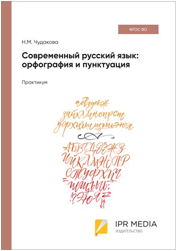 ФГОС ВО
Н.М. Чудакова
Современный русский язык:
орфография и пунктуация
Практикум
IPR MEDIA
ИЗДАТЕЛЬСТВО